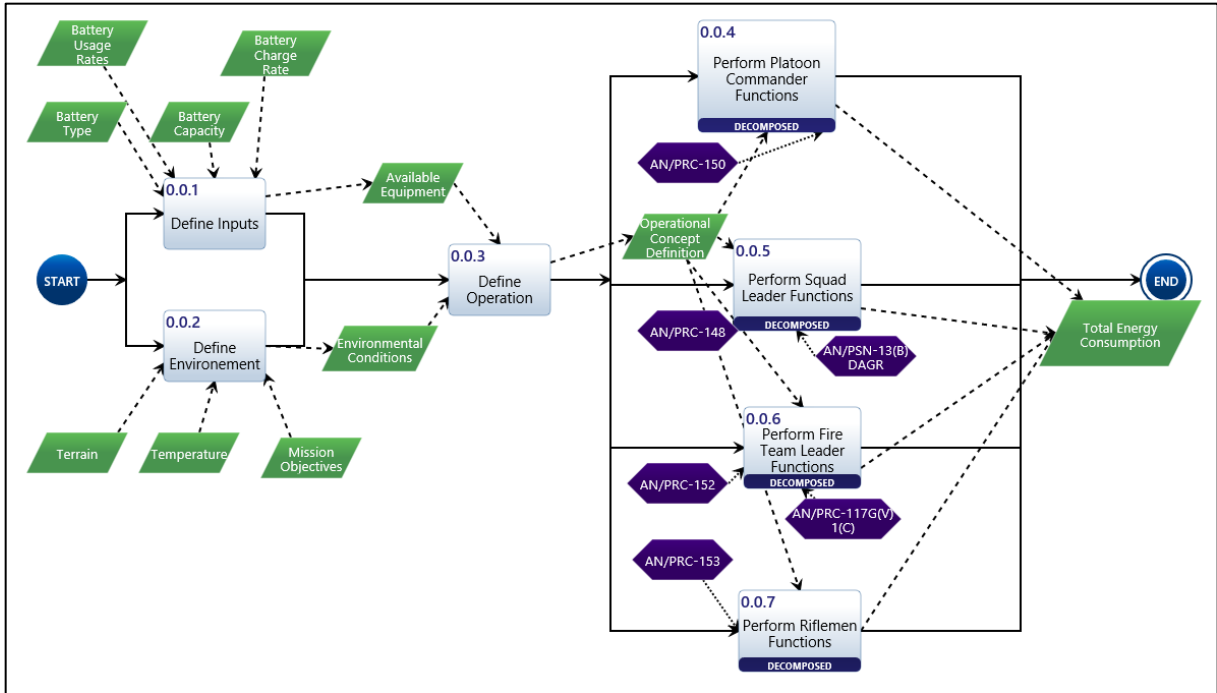 Battery
Usage
Rates
Battery
Charge
Rate
Battery
Type
Battery
Capacity
0.0.1
Define Inputs
Available
Equipment
START
0.0.2
Define
Environement
Environmental
Conditions
Terrain
Temperature
Mission
Objectives
0.0.3
Define
Operation
Operational
Concept
Definition
0.0.4
Perform Platoon
Commander
Functions
DECOMPOSED
AN/PRC-150
0.0.5
Perform Squad
Leader Functions
DECOMPOSED
AN/PRC-148
AN/PSN-13(B)
DAGR
0.0.6
Perform Fire
Team Leader
Functions
DECOMPOSED
AN/PRC-152
AN/PRC-117G(V)
1(C)
AN/PRC-153
0.0.7
Perform Riflemen
Functions
DECOMPOSED
END
Total Energy
Consumption